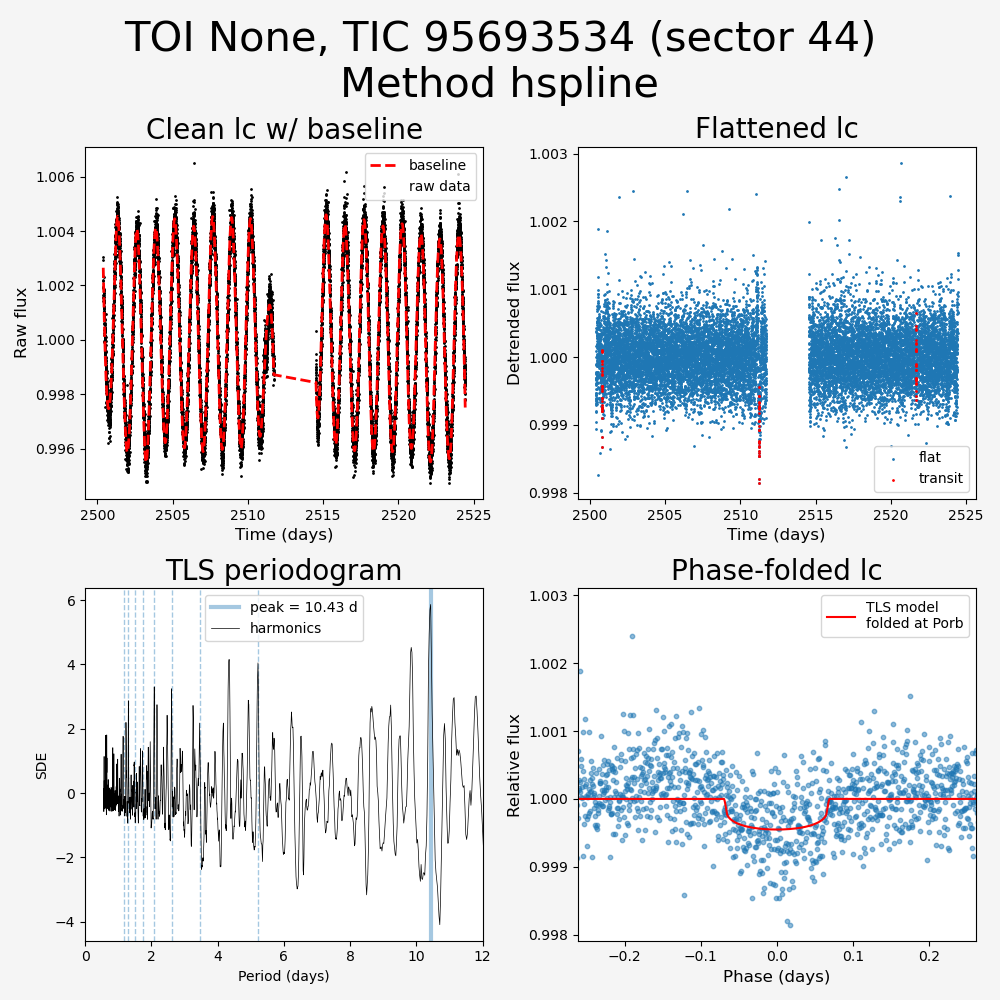 TOI None, TIC 95693534 (sector 44)
Method hspline
Clean lc w/ baseline
baseline
raw data
1.006
1.004
1.002
1.000
0.998
0.996
Raw flux
2500
2505
2510
2515
2520
2525
Time (days)
Flattened lc
1.003
1.002
1.001
1.000
0.999
0.998
Detrended flux
flat
transit
2500
2505
2510
2515
2520
2525
Time (days)
TLS periodogram
peak = 10.43 d
harmonics
6
4
2
0
−2
−4
SDE
0
2
4
6
8
10
12
Period (days)
Phase-folded lc
TLS model
folded at Porb
1.003
1.002
1.001
1.000
0.999
0.998
Relative flux
−0.2
−0.1
0.0
0.1
0.2
Phase (days)